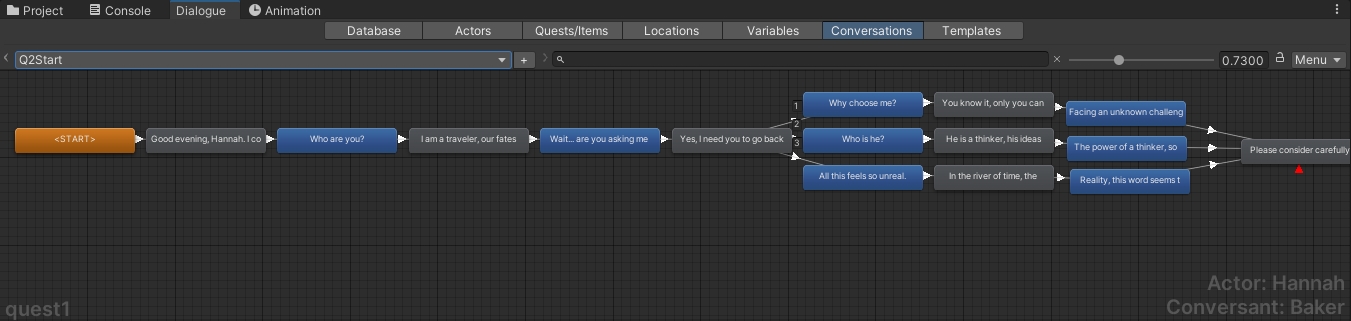 Project Console Dialogue Animation
Database Actors Quests/Items Locations Variables Conversations Templates
Q2Start + 0.7300 Menu
<START>
Good evening, Hannah. I co
Who are you?
I am a traveler, our fates
Wait... are you asking me
Yes, I need you to go back
1
Why choose me?
You know it, only you can
Facing an unknown challeng
2
Who is he?
He is a thinker, his ideas
The power of a thinker, so
3
All this feels so unreal.
In the river of time, the
Reality, this word seems t
Please consider carefully
quest1
Actor: Hannah
Conversant: Baker